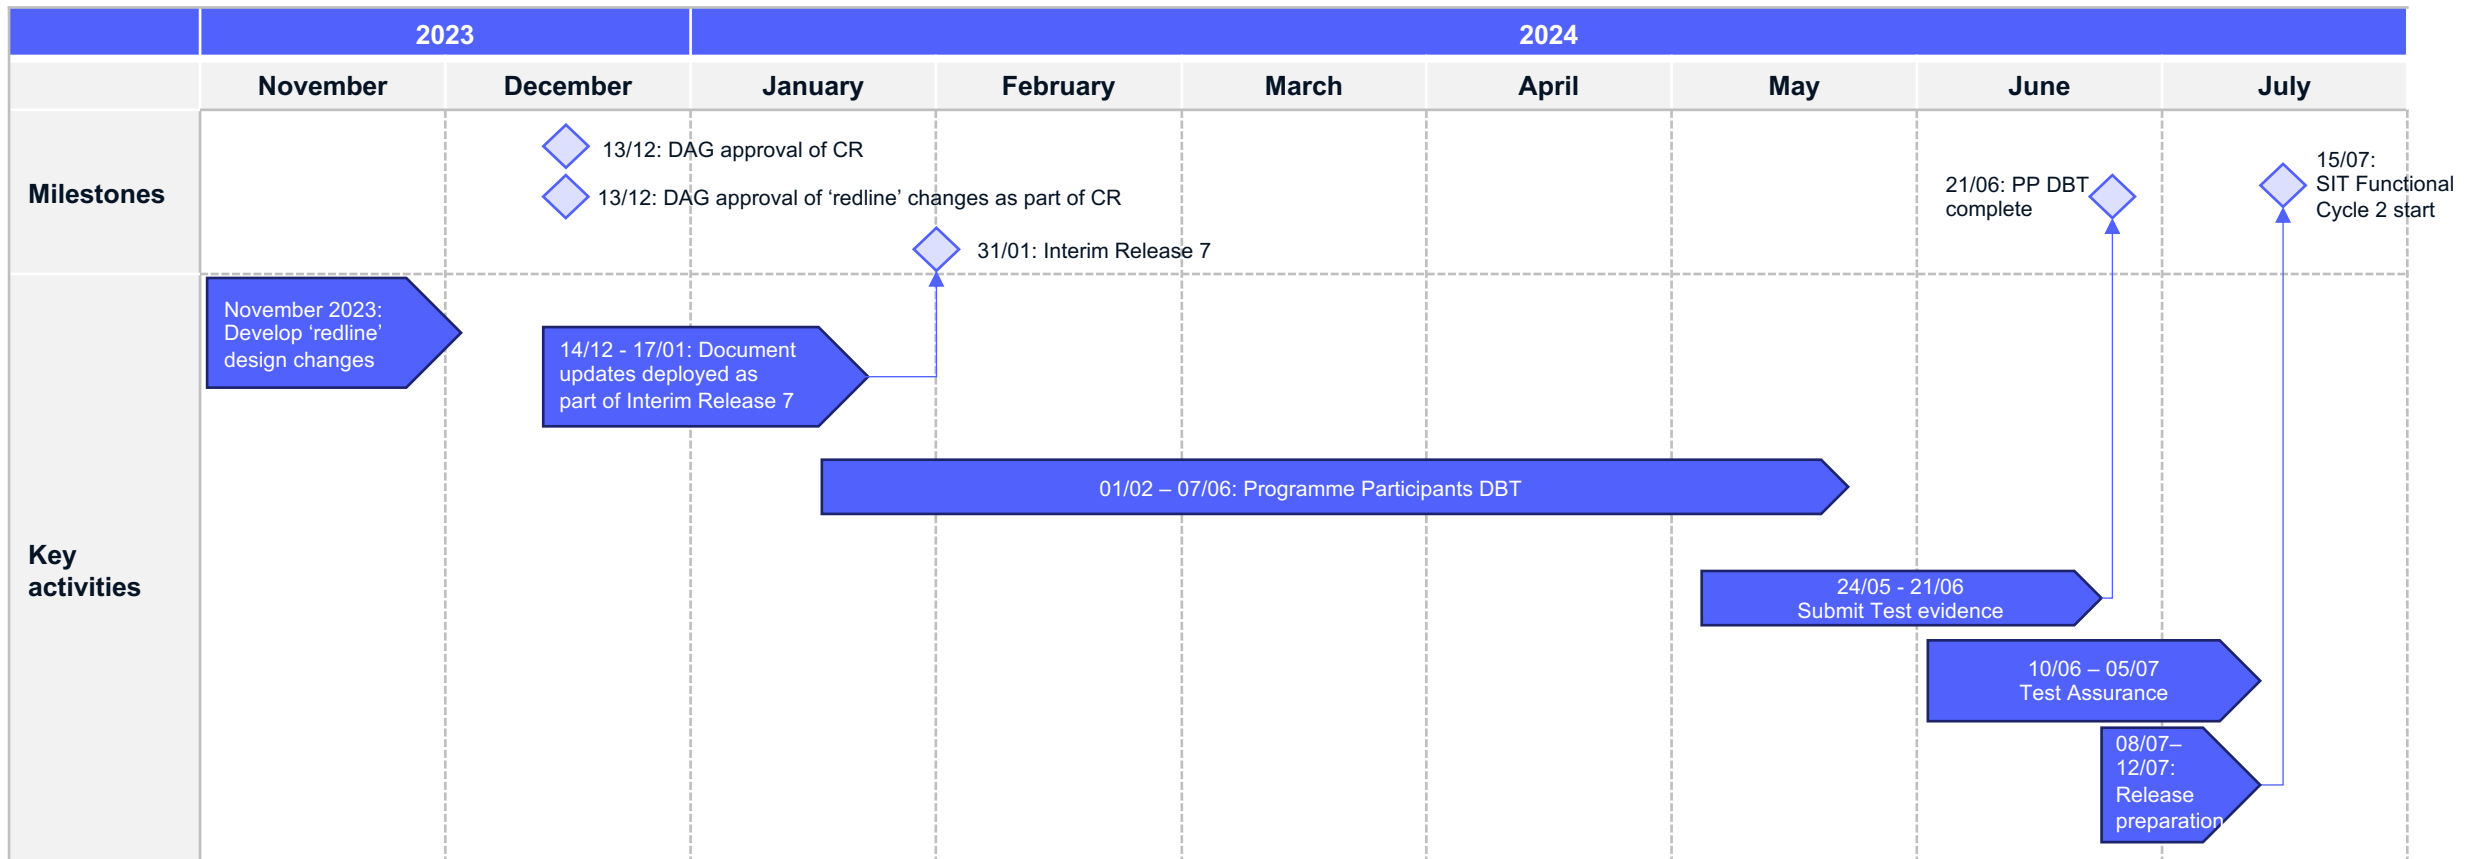 2023
2024
November
December
January
February
March
April
May
June
July
Milestones
13/12: DAG approval of CR
13/12: DAG approval of ‘redline’ changes as part of CR
31/01: Interim Release 7
21/06: PP DBT
complete
15/07:
SIT Functional
Cycle 2 start
Key
activities
November 2023:
Develop ‘redline’
design changes
14/12 - 17/01: Document
updates deployed as
part of Interim Release 7
01/02 – 07/06: Programme Participants DBT
24/05 - 21/06
Submit Test evidence
10/06 – 05/07
Test Assurance
08/07–
12/07:
Release
preparation